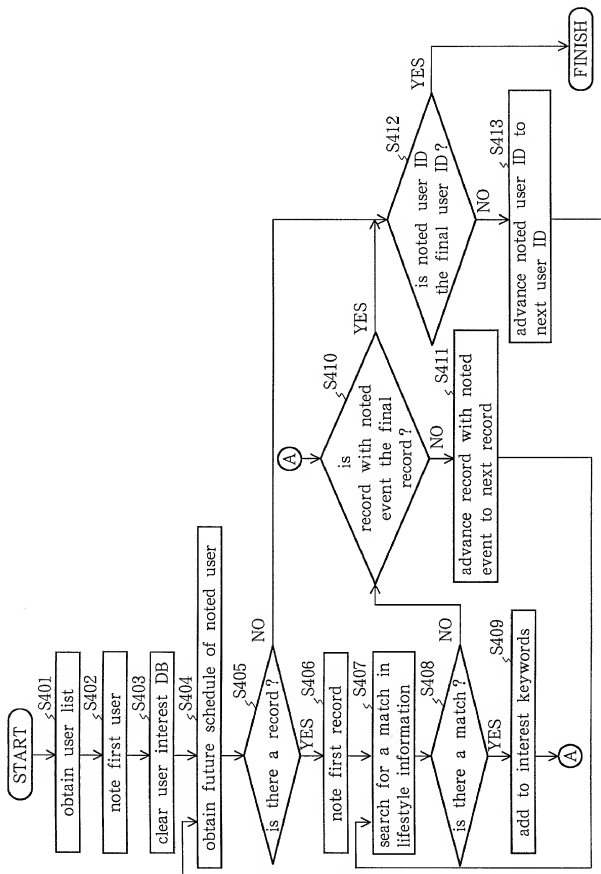 START
S401
obtain user list
S402
note first user
S403
clear user interest DB
S404
obtain future schedule of noted user
S405
is there a record?
NO
YES
S406
note first record
S407
search for a match in
lifestyle information
S408
is there a match?
NO
YES
S409
add to interest keywords
A
A
S410
is
record with noted
event the final
record?
YES
NO
S411
advance record with noted
event to next record
S412
is noted user ID
the final user ID?
YES
NO
S413
advance noted user ID to
next user ID
FINISH